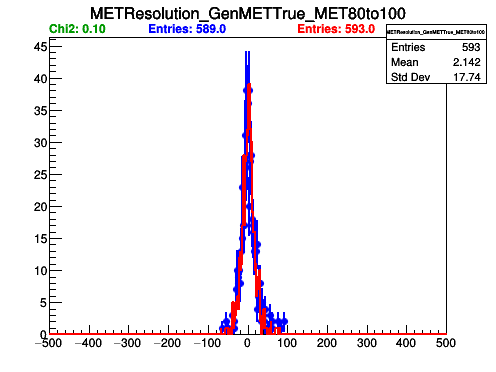 METResolution_GenMETTrue_MET80to100
Chi2: 0.10 Entries: 589.0 Entries: 593.0
METResolution_GenMETTrue_MET80to100
Entries 593
Mean 2.142
Std Dev 17.74
45
40
35
30
25
20
15
10
5
0
−500 −400 −300 −200 −100 0 100 200 300 400 500